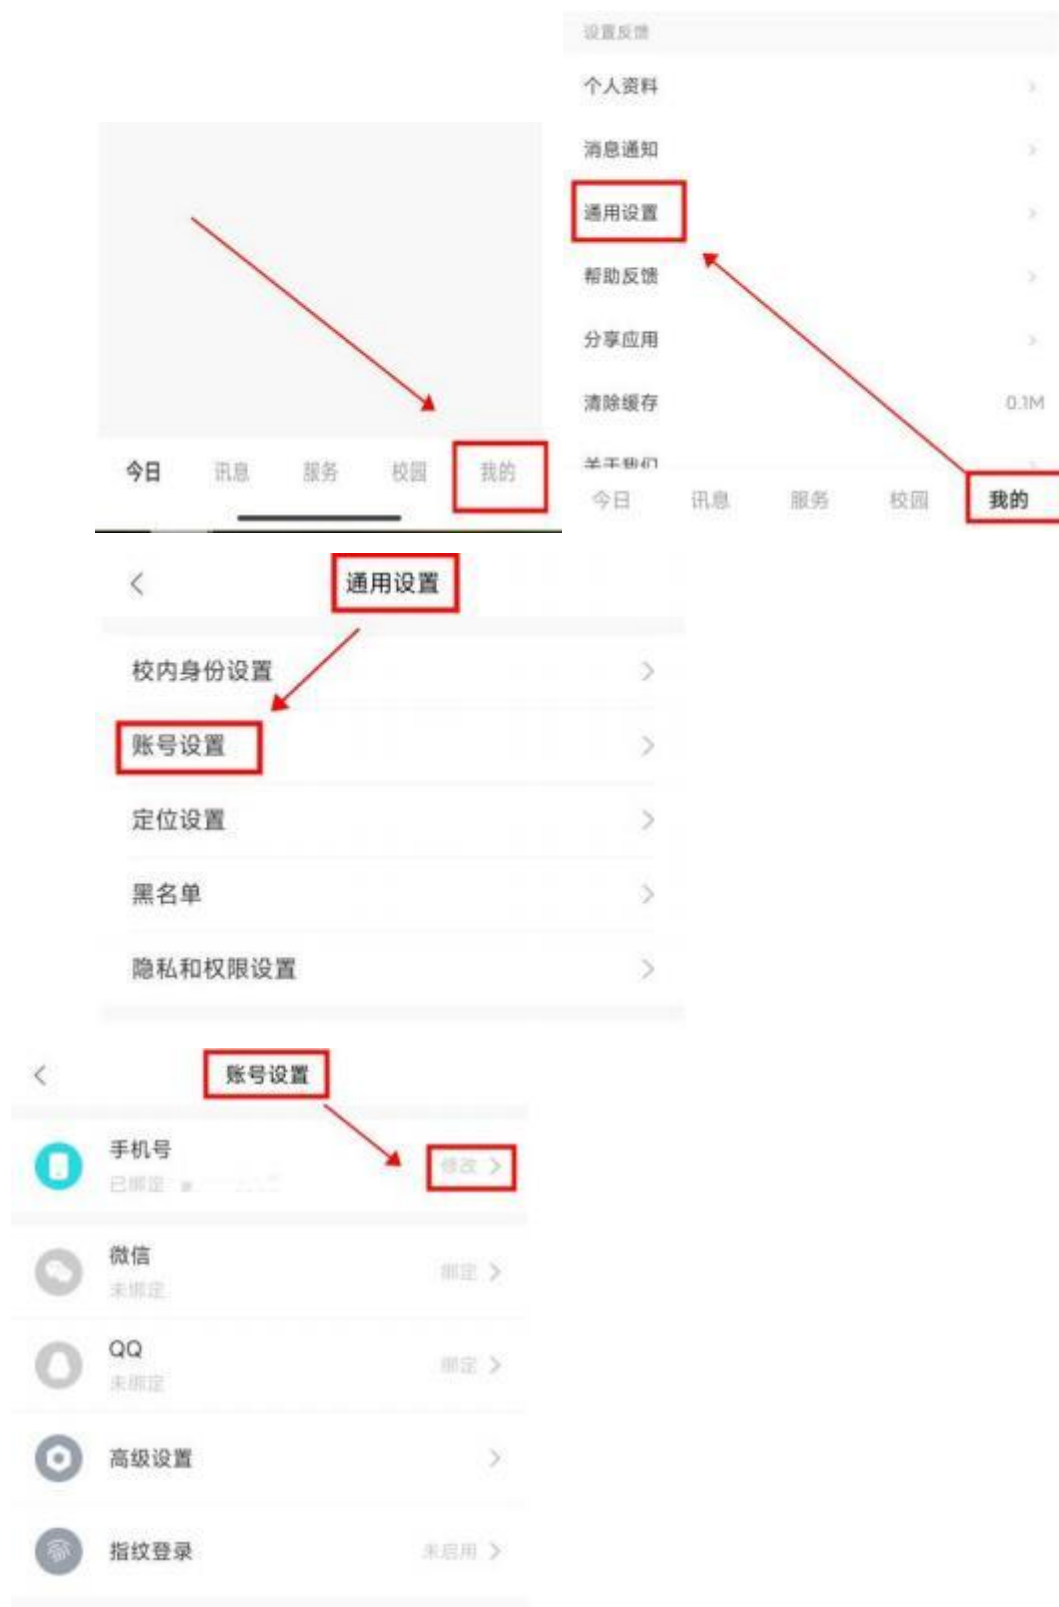 今日 讯息 服务 校园 我的
设置反馈
个人资料
消息通知
通用设置
帮助反馈
分享应用
清除缓存 0.1M
关于我们
今日 讯息 服务 校园 我的
通用设置
校内身份设置
账号设置
定位设置
黑名单
隐私和权限设置
账号设置
手机号
已绑定
修改
微信
未绑定
绑定
QQ
未绑定
绑定
高级设置
指纹登录 未启用